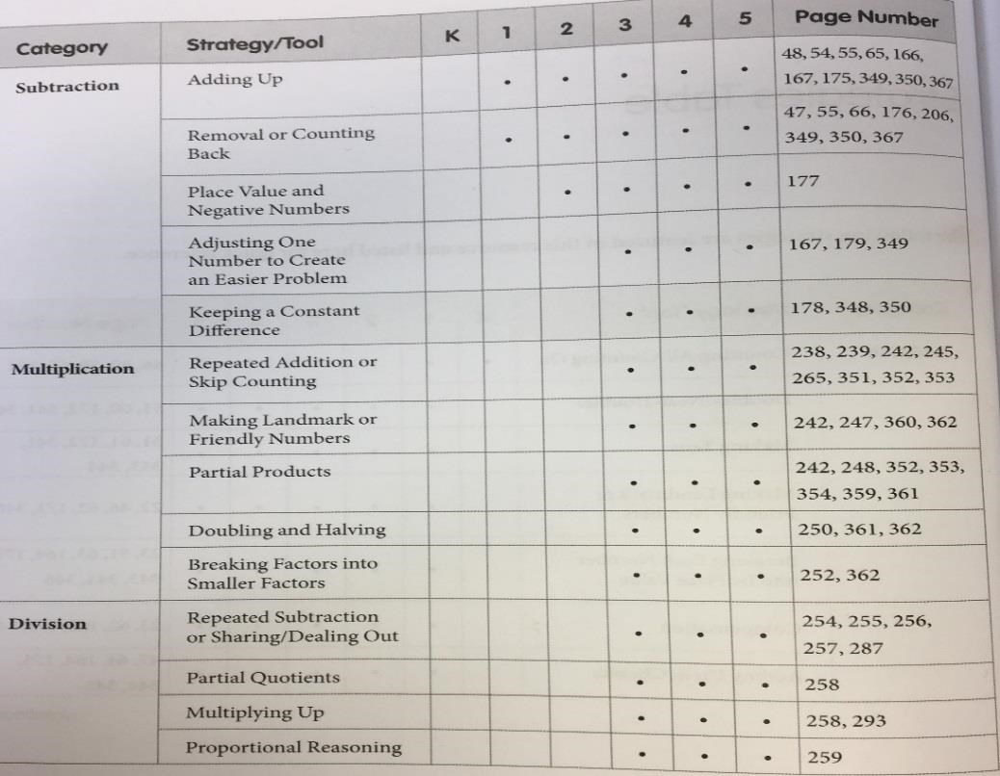 Category Strategy/Tool K 1 2 3 4 5 Page Number
Subtraction Adding Up • • • • • 48, 54, 55, 65, 166,
167, 175, 349, 350, 367
Removal or Counting • • • • • 47, 55, 66, 176, 206,
Back 349, 350, 367
Place Value and • • • • 177
Negative Numbers
Adjusting One
Number to Create • • • 167, 179, 349
an Easier Problem
Keeping a Constant • • • 178, 348, 350
Difference
Multiplication Repeated Addition or • • • 238, 239, 242, 245,
Skip Counting 265, 351, 352, 353
Making Landmark or • • • 242, 247, 360, 362
Friendly Numbers
Partial Products • • • 242, 248, 352, 353,
354, 359, 361
Doubling and Halving • • • 250, 361, 362
Breaking Factors into • • • 252, 362
Smaller Factors
Division Repeated Subtraction • • • 254, 255, 256,
or Sharing/Dealing Out 257, 287
Partial Quotients • • • 258
Multiplying Up • • • 258, 293
Proportional Reasoning • • • 259